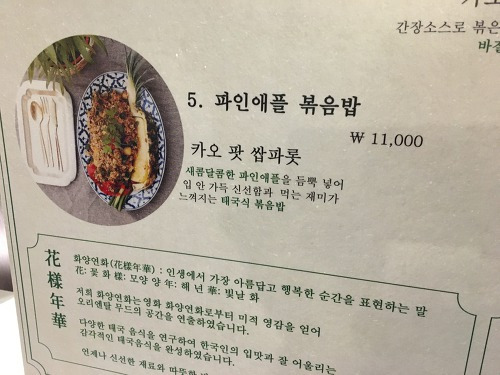 간장소스로 볶은
5. 파인애플 볶음밥
₩ 11,000
카오 팟 쌉파롯
새콤달콤한 파인애플을 듬뿍 넣어
입 안 가득 신선함과 먹는 재미가
느껴지는 태국식 볶음밥
花樣年華
화양연화(花樣年華) : 인생에서 가장 아름답고 행복한 순간을 표현하는 말
花: 꽃 화 樣: 모양 양 年: 해 년 華: 빛날 화
저희 화양연화는 영화 화양연화로부터 미적 영감을 얻어
오리엔탈 무드의 공간을 연출하였습니다.
다양한 태국 음식을 연구하여 한국인의 입맛과 잘 어울리는
감각적인 태국음식을 완성하였습니다.
언제나 신선한 재료와 따뜻한